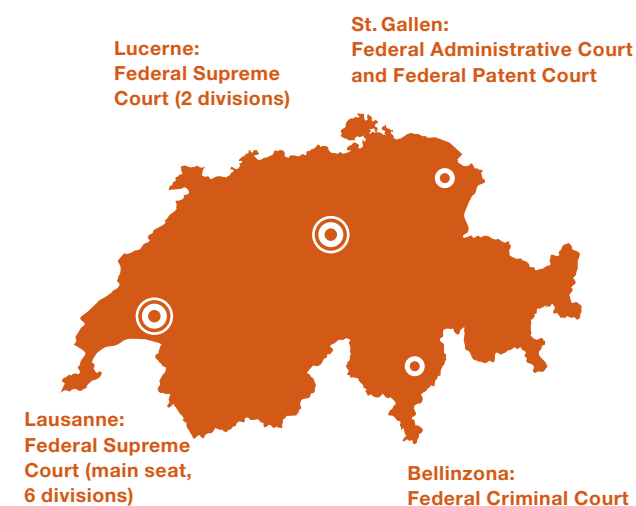 Lucerne:
Federal Supreme
Court (2 divisions)
St. Gallen:
Federal Administrative Court
and Federal Patent Court
Lausanne:
Federal Supreme
Court (main seat,
6 divisions)
Bellinzona:
Federal Criminal Court